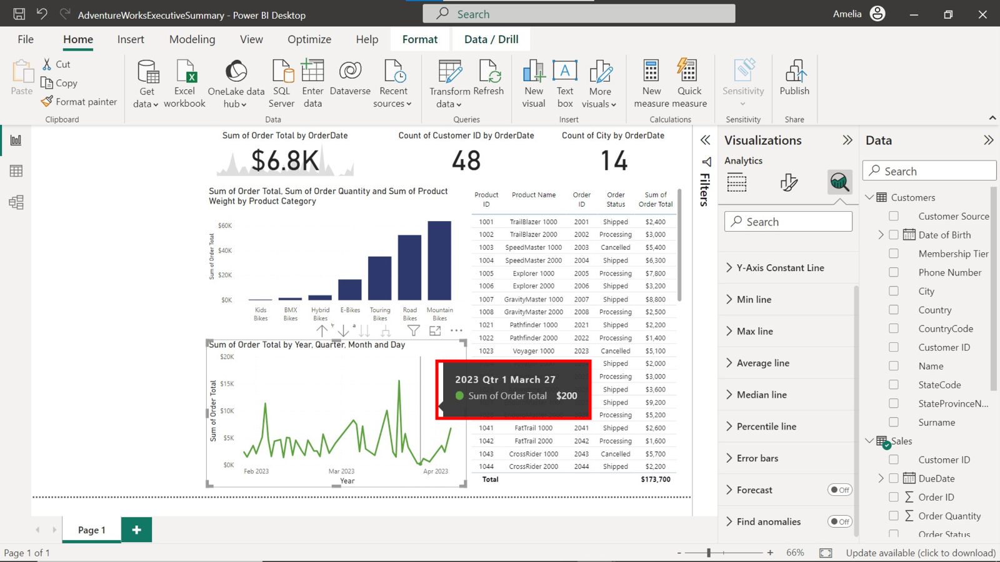 AdventureWorksExecutiveSummary - Power BI Desktop
Search
Amelia
File Home Insert Modeling View Optimize Help Format Data / Drill
Paste
Cut
Copy
Format painter
Clipboard
Get data
Excel workbook
OneLake data hub
SQL Server
Enter data
Dataverse
Recent sources
Data
Transform data
Refresh
Queries
New visual
Text box
More visuals
Insert
New measure
Quick measure
Calculations
Sensitivity
Sensitivity
Publish
Share
Sum of Order Total by OrderDate
$6.8K
Count of Customer ID by OrderDate
48
Count of City by OrderDate
14
Sum of Order Total, Sum of Order Quantity and Sum of Product
Weight by Product Category
Sum of Order Total
$60K
$40K
$20K
$0K
Kids Bikes
BMX Bikes
Hybrid Bikes
E-Bikes
Touring Bikes
Road Bikes
Mountain Bikes
Sum of Order Total by Year, Quarter, Month and Day
Sum of Order Total
$20K
$15K
$10K
$5K
$0K
Feb 2023 Mar 2023 Apr 2023
Year
Product ID Product Name Order ID Order Status Sum of Order Total
1001 TrailBlazer 1000 2001 Shipped $2,400
1002 TrailBlazer 2000 2002 Processing $3,000
1003 SpeedMaster 1000 2003 Cancelled $5,400
1004 SpeedMaster 2000 2004 Shipped $6,300
1005 Explorer 1000 2005 Processing $7,800
1006 Explorer 2000 2006 Shipped $3,200
1007 GravityMaster 1000 2007 Shipped $8,800
1008 GravityMaster 2000 2008 Processing $2,500
1021 Pathfinder 1000 2021 Shipped $2,200
1022 Pathfinder 2000 2022 Processing $1,400
1023 Voyager 1000 2023 Cancelled $5,100
Shipped $2,000
Processing $3,000
Shipped $3,600
Shipped $9,200
Processing $5,200
1041 FatTrail 1000 2041 Shipped $2,600
1042 FatTrail 2000 2042 Processing $1,600
1043 CrossRider 1000 2043 Cancelled $5,700
1044 CrossRider 2000 2044 Shipped $2,200
Total $173,700
2023 Qtr 1 March 27
Sum of Order Total $200
Filters
Visualizations
Analytics
Search
Y-Axis Constant Line
Min line
Max line
Average line
Median line
Percentile line
Error bars
Forecast Off
Find anomalies Off
Data
Search
Customers
Customer Source
Date of Birth
Membership Tier
Phone Number
City
Country
CountryCode
Customer ID
Name
StateCode
StateProvinceN...
Surname
Sales
Customer ID
DueDate
Order ID
Order Quantity
Order Status
Page 1
Page 1 of 1
- + 66%
Update available (click to download)